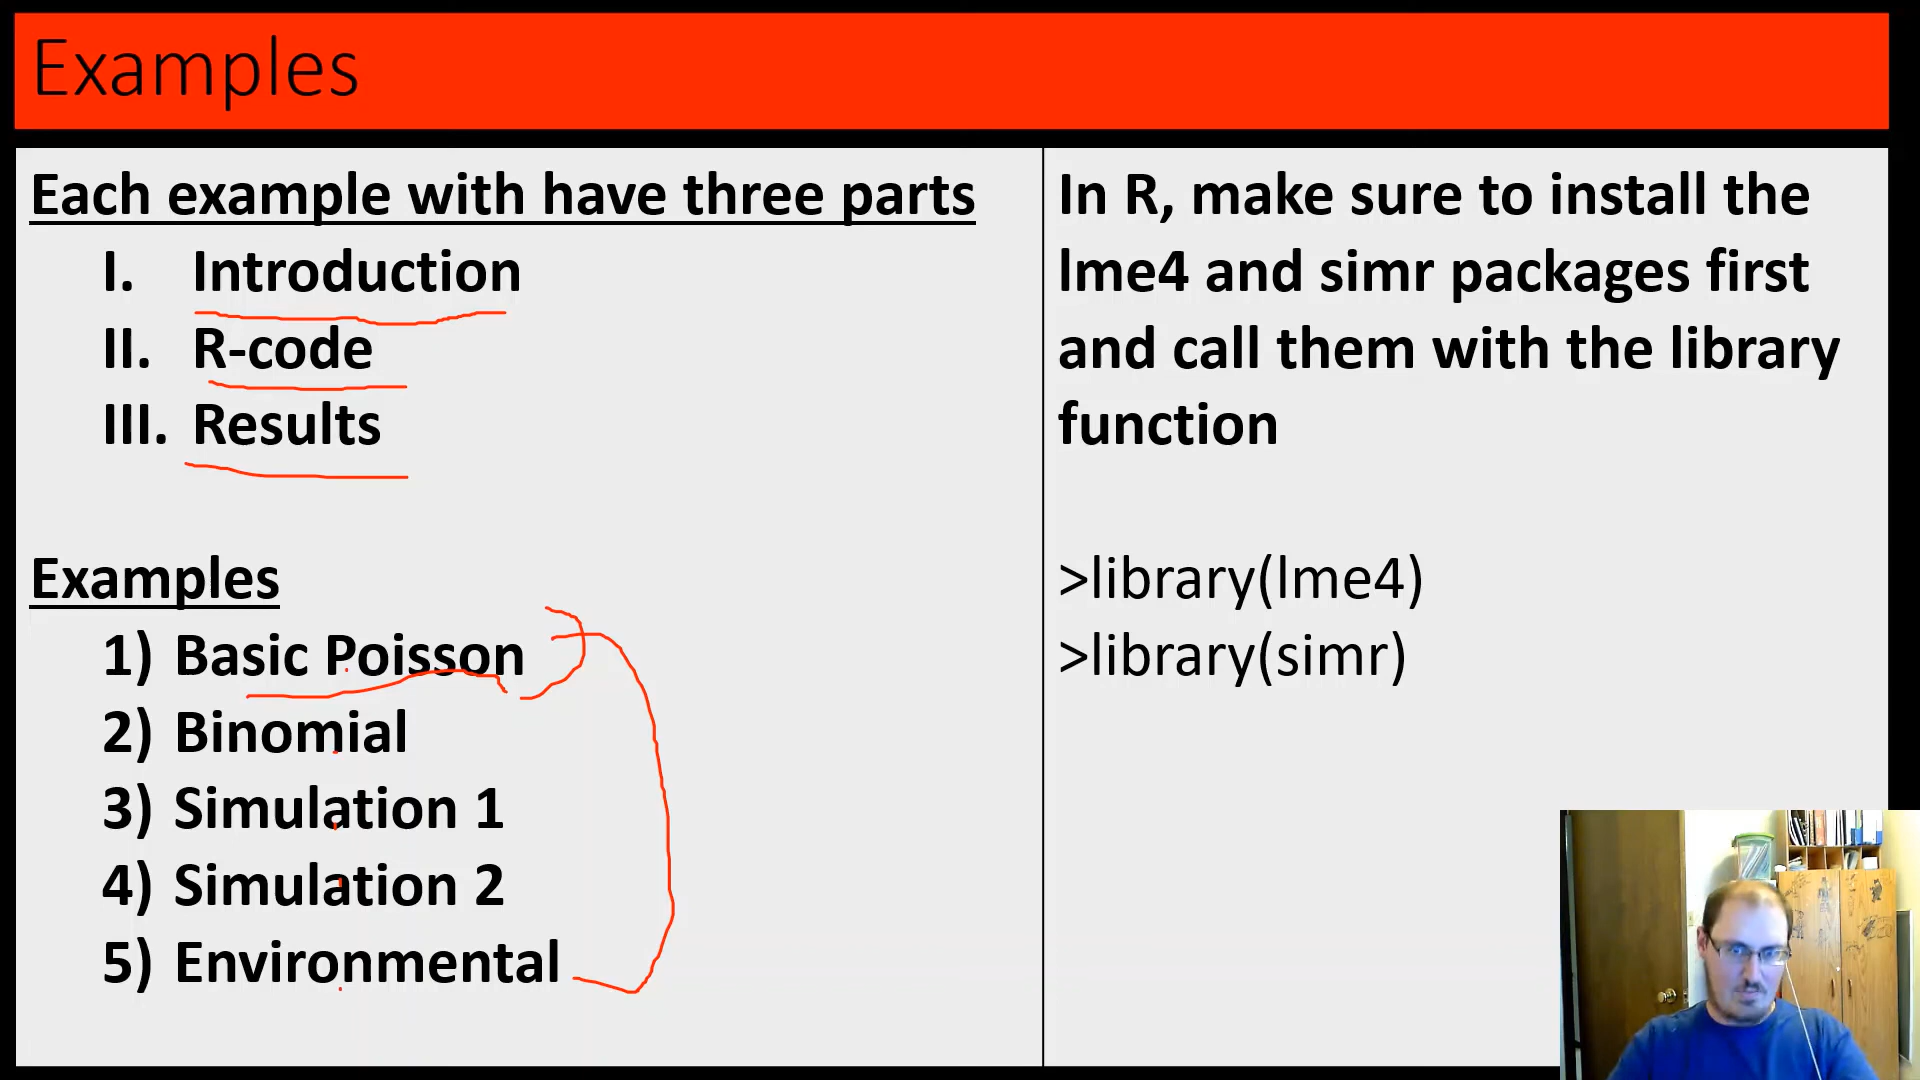 Examples
Each example with have three parts
I. Introduction
II. R-code
III. Results
Examples
1) Basic Poisson
2) Binomial
3) Simulation 1
4) Simulation 2
5) Environmental
In R, make sure to install the
lme4 and simr packages first
and call them with the library
function
>library(lme4)
>library(simr)